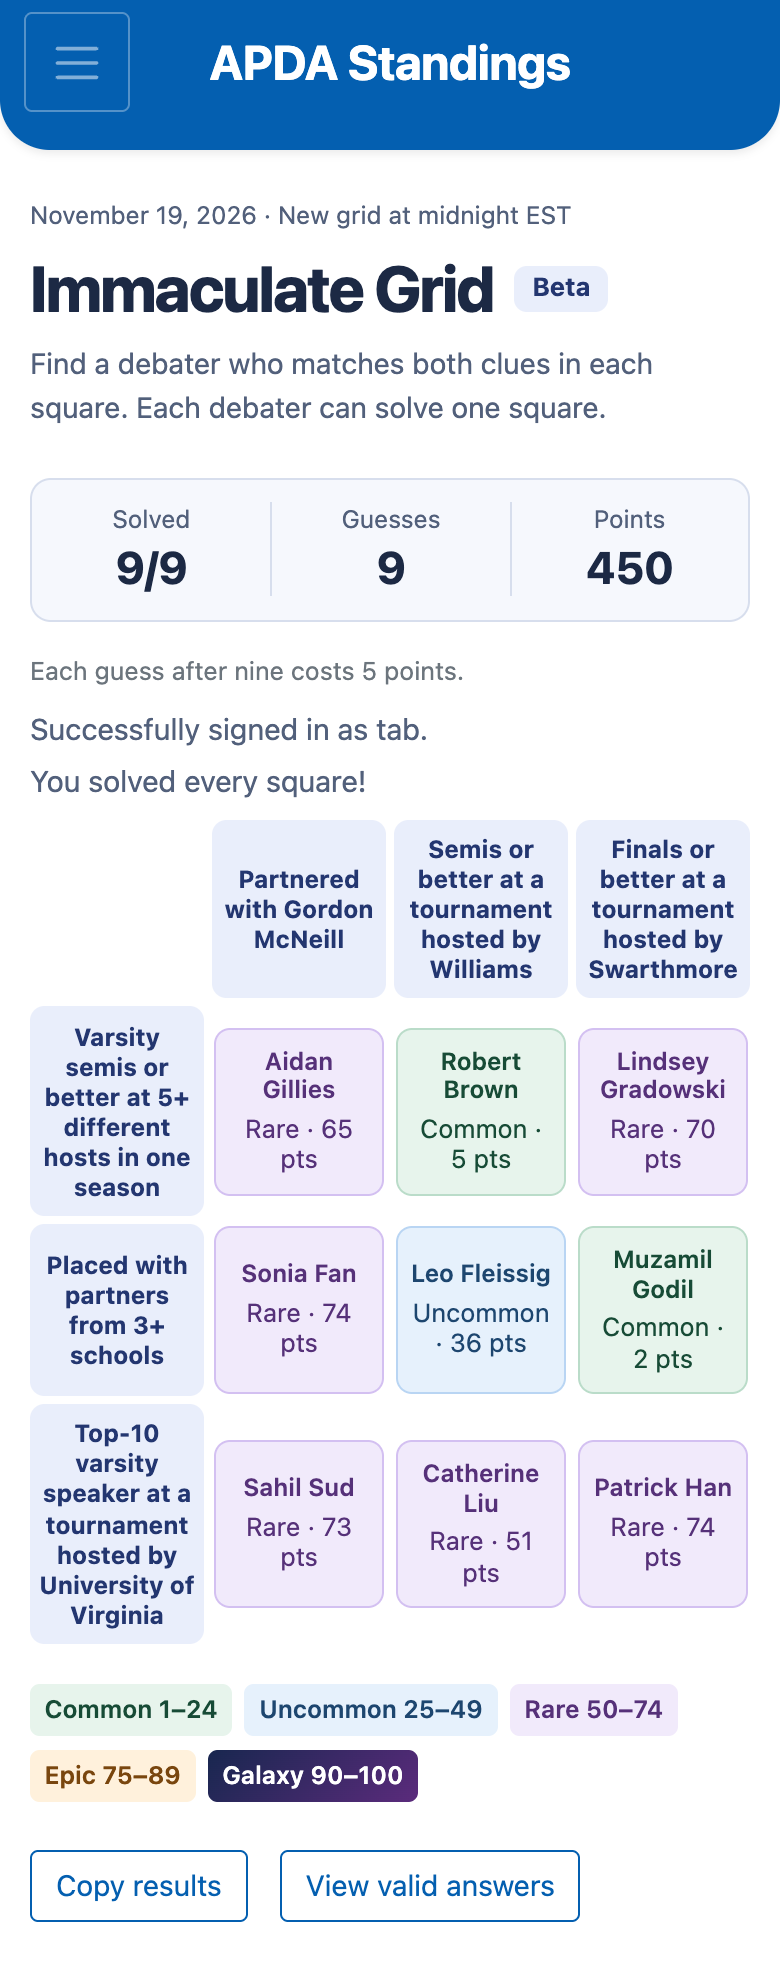 APDA Standings
November 19, 2026 · New grid at midnight EST
Immaculate Grid
Beta
Find a debater who matches both clues in each
square. Each debater can solve one square.
Solved
9/9
Guesses
9
Points
450
Each guess after nine costs 5 points.
Successfully signed in as tab.
You solved every square!
Partnered
with Gordon
McNeill
Semis or
better at a
tournament
hosted by
Williams
Finals or
better at a
tournament
hosted by
Swarthmore
Varsity
semis or
better at 5+
different
hosts in one
season
Aidan
Gillies
Rare · 65
pts
Robert
Brown
Common ·
5 pts
Lindsey
Gradowski
Rare · 70
pts
Placed with
partners
from 3+
schools
Sonia Fan
Rare · 74
pts
Leo Fleissig
Uncommon
· 36 pts
Muzamil
Godil
Common ·
2 pts
Top-10
varsity
speaker at a
tournament
hosted by
University of
Virginia
Sahil Sud
Rare · 73
pts
Catherine
Liu
Rare · 51
pts
Patrick Han
Rare · 74
pts
Common 1–24
Uncommon 25–49
Rare 50–74
Epic 75–89
Galaxy 90–100
Copy results
View valid answers